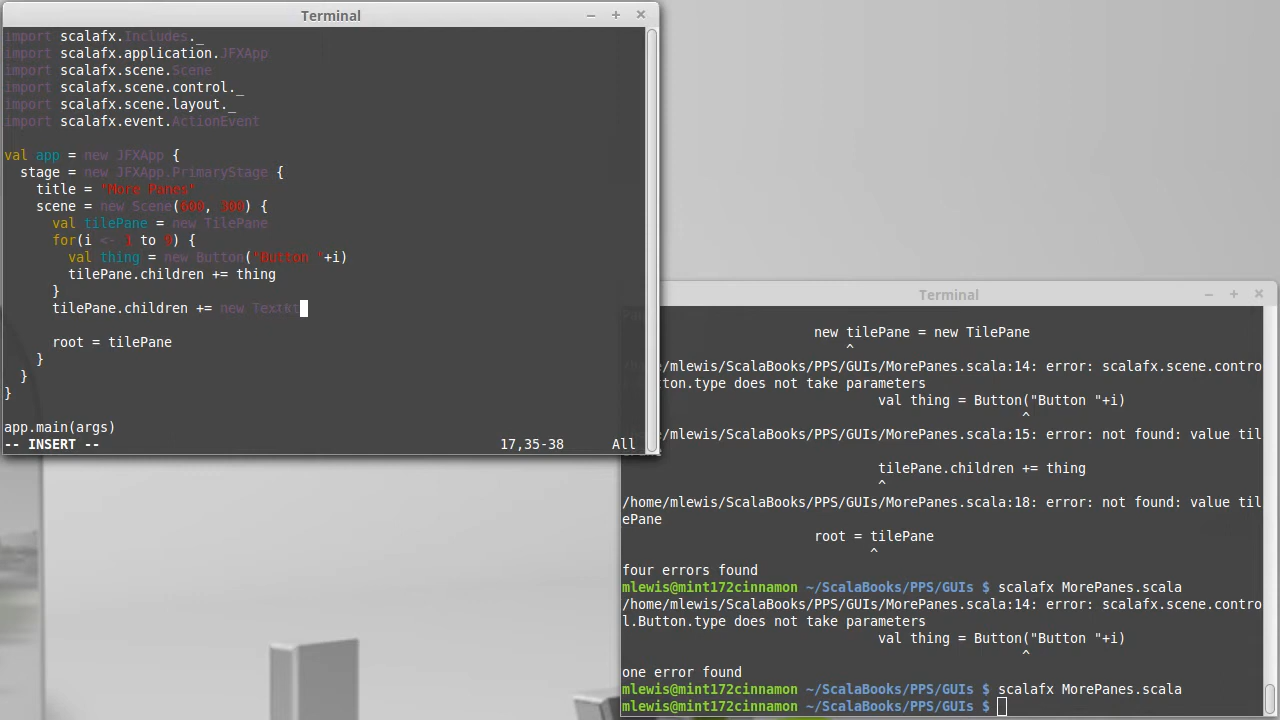 Terminal
import scalafx.Includes._
import scalafx.application.JFXApp
import scalafx.scene.Scene
import scalafx.scene.control._
import scalafx.scene.layout._
import scalafx.event.ActionEvent
val app = new JFXApp {
stage = new JFXApp.PrimaryStage {
title = "More Panes"
scene = new Scene(600, 300) {
val tilePane = new TilePane
for(i <- 1 to 9) {
val thing = new Button("Button "+i)
tilePane.children += thing
}
tilePane.children += new
root = tilePane
}
}
}
app.main(args)
-- INSERT -- 17,35-38 All
Terminal
new tilePane = new TilePane
^
/mlewis/ScalaBooks/PPS/GUIs/MorePanes.scala:14: error: scalafx.scene.contro
ton.type does not take parameters
val thing = Button("Button "+i)
^
/mlewis/ScalaBooks/PPS/GUIs/MorePanes.scala:15: error: not found: value til
tilePane.children += thing
^
/home/mlewis/ScalaBooks/PPS/GUIs/MorePanes.scala:18: error: not found: value til
ePane
root = tilePane
^
four errors found
mlewis@mint172cinnamon ~/ScalaBooks/PPS/GUIs $ scalafx MorePanes.scala
/home/mlewis/ScalaBooks/PPS/GUIs/MorePanes.scala:14: error: scalafx.scene.contro
l.Button.type does not take parameters
val thing = Button("Button "+i)
^
one error found
mlewis@mint172cinnamon ~/ScalaBooks/PPS/GUIs $ scalafx MorePanes.scala
mlewis@mint172cinnamon ~/ScalaBooks/PPS/GUIs $